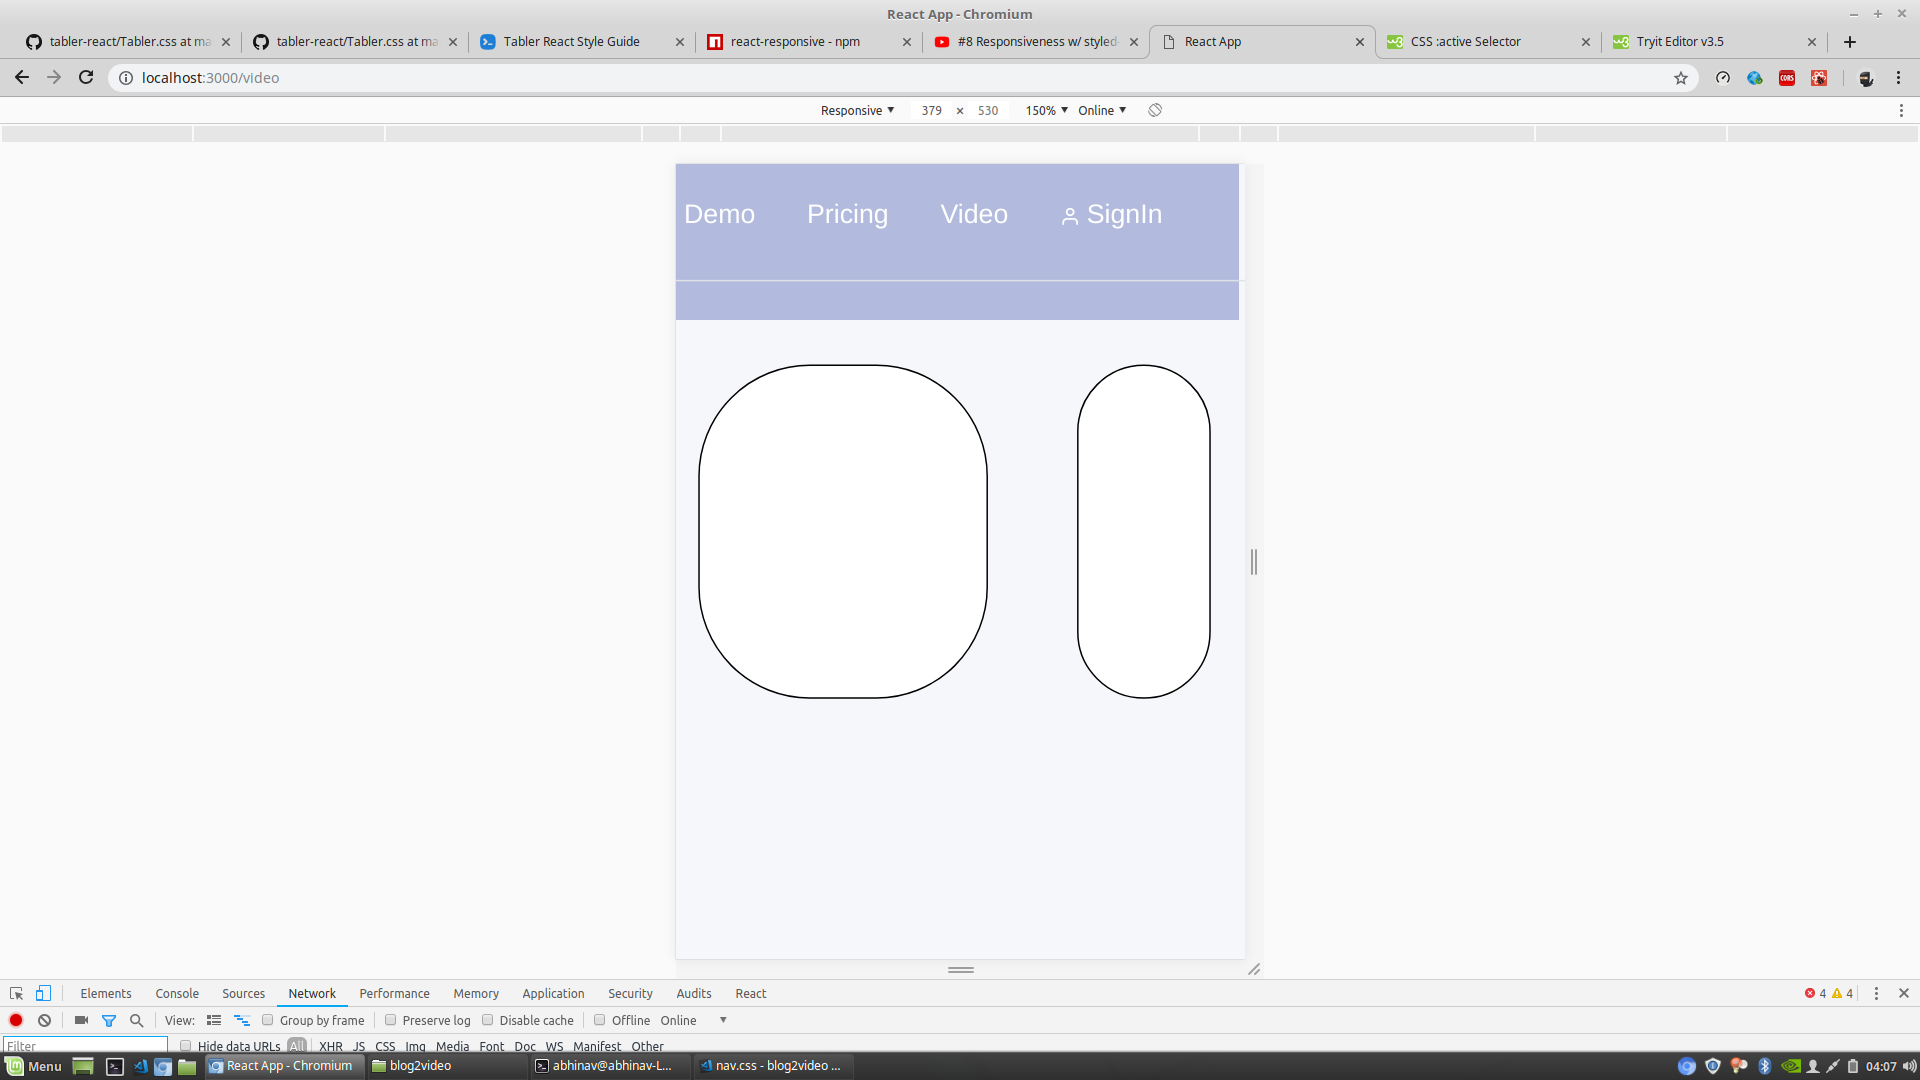 React App - Chromium
tabler-react/Tabler.css at ma
tabler-react/Tabler.css at ma
Tabler React Style Guide
react-responsive - npm
#8 Responsiveness w/ styled-
React App
CSS :active Selector
Tryit Editor v3.5
localhost:3000/video
CORS
Responsive ▼ 379 × 530 150% ▼ Online ▼
Demo Pricing Video SignIn
Elements Console Sources Network Performance Memory Application Security Audits React 4 4
View: Group by frame Preserve log Disable cache Offline Online ▼
Filter Hide data URLs All XHR JS CSS Img Media Font Doc WS Manifest Other
Menu React App - Chromium blog2video abhinav@abhinav-L... nav.css - blog2video ... 04:07